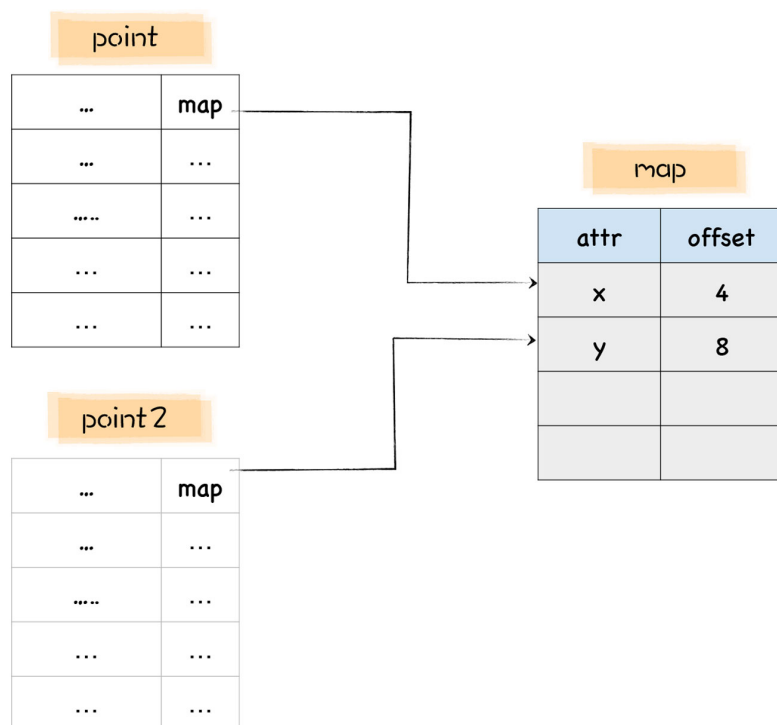 point
... map
... ...
..... ...
... ...
... ...
map
attr offset
x 4
y 8
point2
... map
... ...
..... ...
... ...
... ...